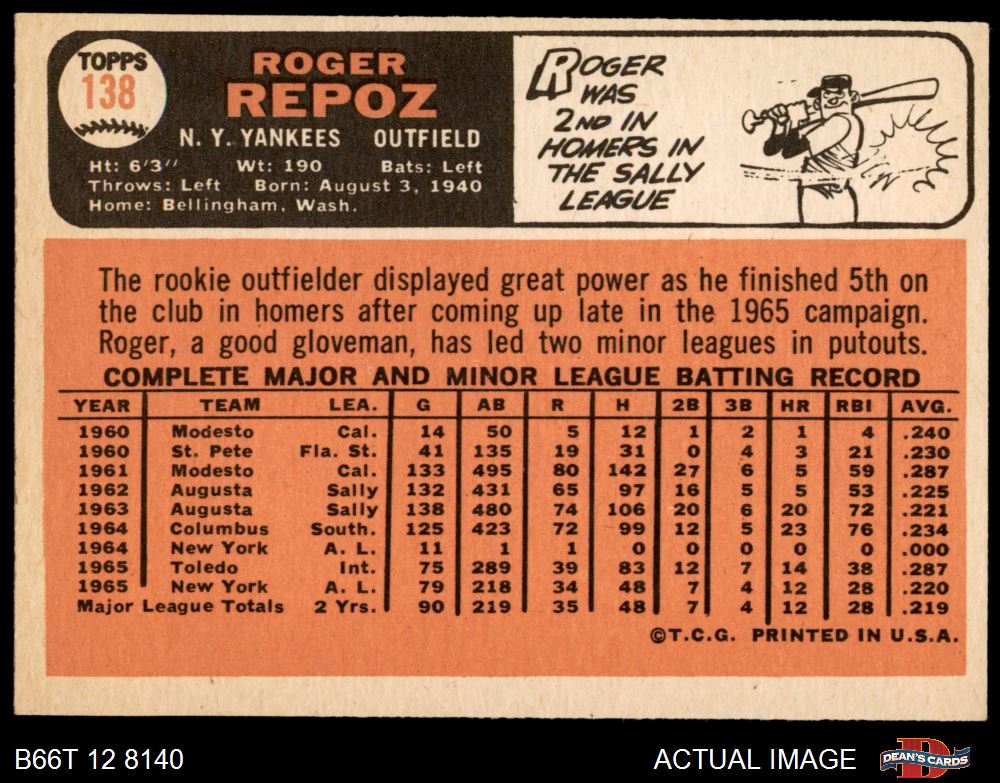 TOPPS
138
ROGER
REPOZ
N. Y. YANKEES OUTFIELD
Ht: 6'3" Wt: 190 Bats: Left
Throws: Left Born: August 3, 1940
Home: Bellingham, Wash.
ROGER
WAS
2ND IN
HOMERS IN
THE SALLY
LEAGUE
The rookie outfielder displayed great power as he finished 5th on
the club in homers after coming up late in the 1965 campaign.
Roger, a good gloveman, has led two minor leagues in putouts.
COMPLETE MAJOR AND MINOR LEAGUE BATTING RECORD
YEAR TEAM LEA. G AB R H 2B 3B HR RBI AVG.
1960 Modesto Cal. 14 50 5 12 1 2 1 4 .240
1960 St. Pete Fla. St. 41 135 19 31 0 4 3 21 .230
1961 Modesto Cal. 133 495 80 142 27 6 5 59 .287
1962 Augusta Sally 132 431 65 97 16 5 5 53 .225
1963 Augusta Sally 138 480 74 106 20 6 20 72 .221
1964 Columbus South. 125 423 72 99 12 5 23 76 .234
1964 New York A. L. 11 1 1 0 0 0 0 0 .000
1965 Toledo Int. 75 289 39 83 12 7 14 38 .287
1965 New York A. L. 79 218 34 48 7 4 12 28 .220
Major League Totals 2 Yrs. 90 219 35 48 7 4 12 28 .219
©T.C.G. PRINTED IN U.S.A.
B66T 12 8140 ACTUAL IMAGE DEAN'S CARDS